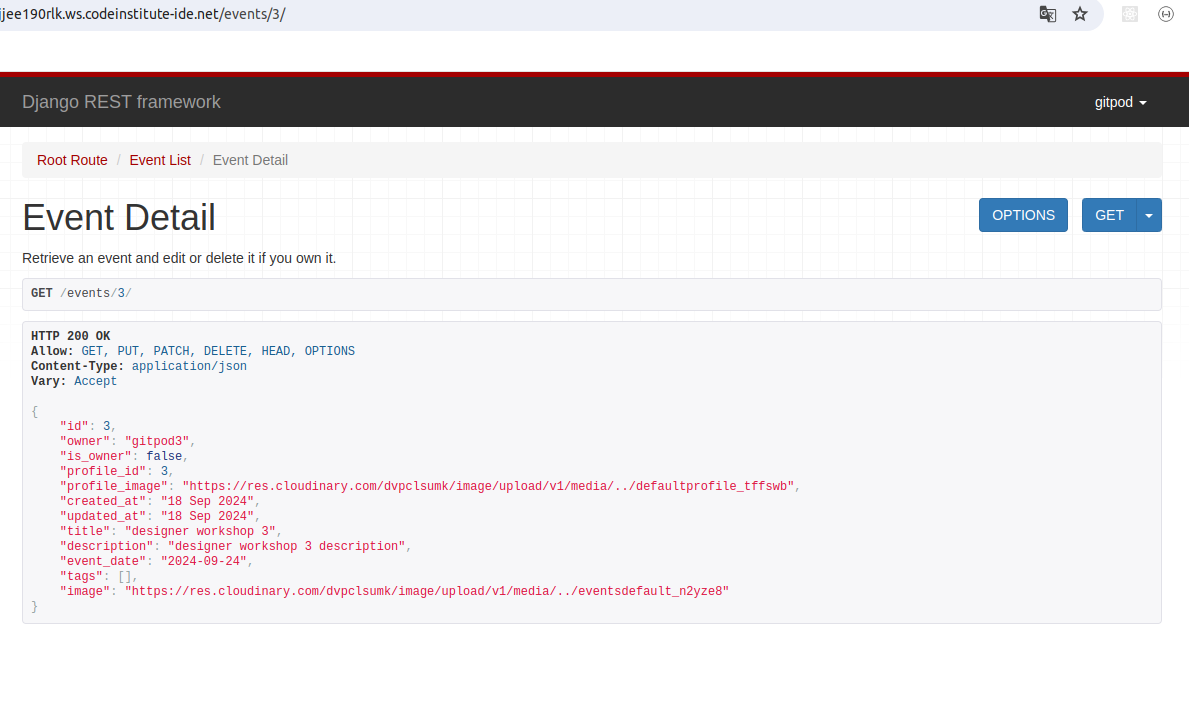 jee190rlk.ws.codeinstitute-ide.net/events/3/
Django REST framework
gitpod
Root Route / Event List / Event Detail
Event Detail
OPTIONS
GET
Retrieve an event and edit or delete it if you own it.
GET /events/3/
HTTP 200 OK
Allow: GET, PUT, PATCH, DELETE, HEAD, OPTIONS
Content-Type: application/json
Vary: Accept
{
    "id": 3,
    "owner": "gitpod3",
    "is_owner": false,
    "profile_id": 3,
    "profile_image": "https://res.cloudinary.com/dvpclsumk/image/upload/v1/media/../defaultprofile_tffswb",
    "created_at": "18 Sep 2024",
    "updated_at": "18 Sep 2024",
    "title": "designer workshop 3",
    "description": "designer workshop 3 description",
    "event_date": "2024-09-24",
    "tags": [],
    "image": "https://res.cloudinary.com/dvpclsumk/image/upload/v1/media/../eventsdefault_n2yze8"
}